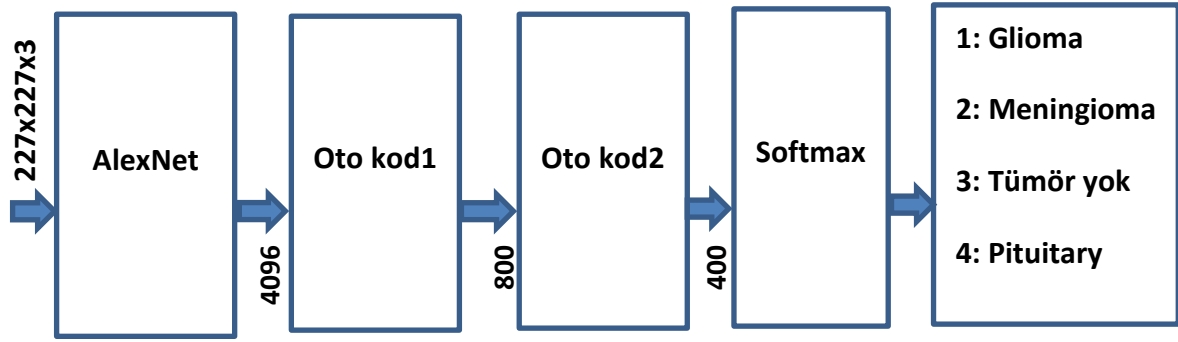 227x227x3
AlexNet
4096
Oto kod1
800
Oto kod2
400
Softmax
1: Glioma
2: Meningioma
3: Tümör yok
4: Pituitary